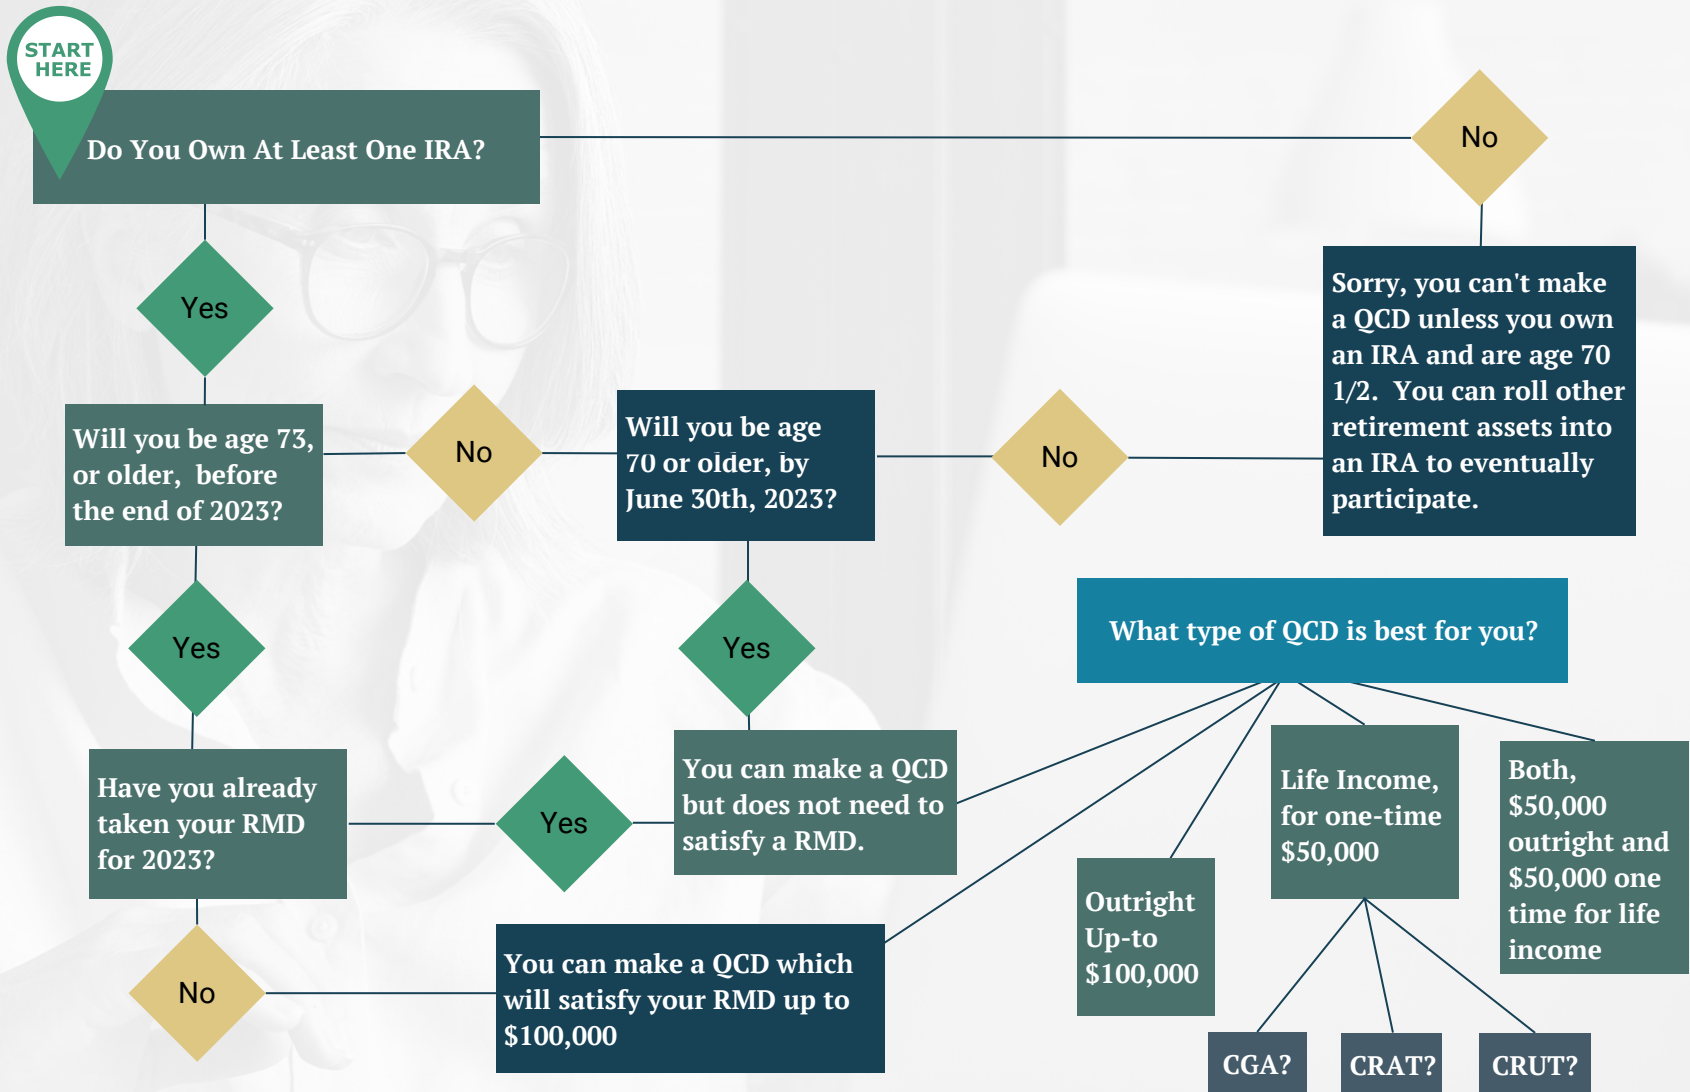 START
HERE
Do You Own At Least One IRA?
No
Yes
Sorry, you can't make
a QCD unless you own
an IRA and are age 70
1/2. You can roll other
retirement assets into
an IRA to eventually
participate.
Will you be age 73,
or older, before
the end of 2023?
No
Will you be age
70 or older, by
June 30th, 2023?
No
Yes
Yes
What type of QCD is best for you?
Have you already
taken your RMD
for 2023?
Yes
You can make a QCD
but does not need to
satisfy a RMD.
Life Income,
for one-time
$50,000
Both,
$50,000
outright and
$50,000 one
time for life
income
Outright
Up-to
$100,000
No
You can make a QCD which
will satisfy your RMD up to
$100,000
CGA?
CRAT?
CRUT?